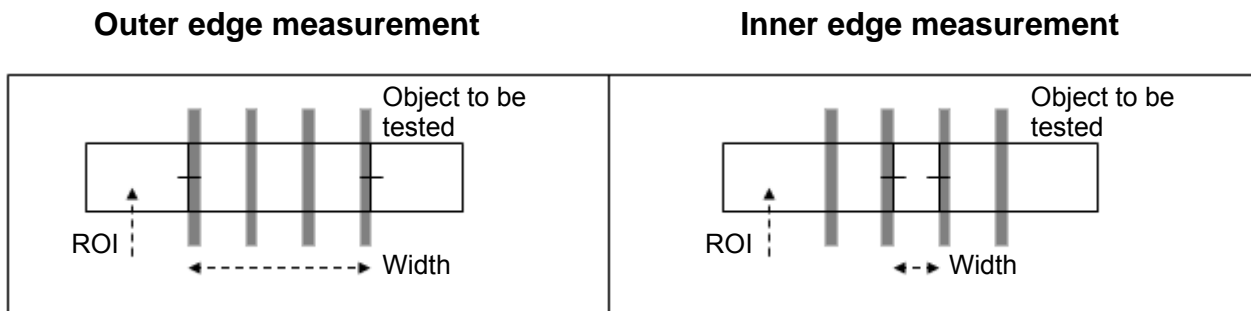 Outer edge measurement
Inner edge measurement
Object to be
tested
ROI
Width
Object to be
tested
ROI
Width